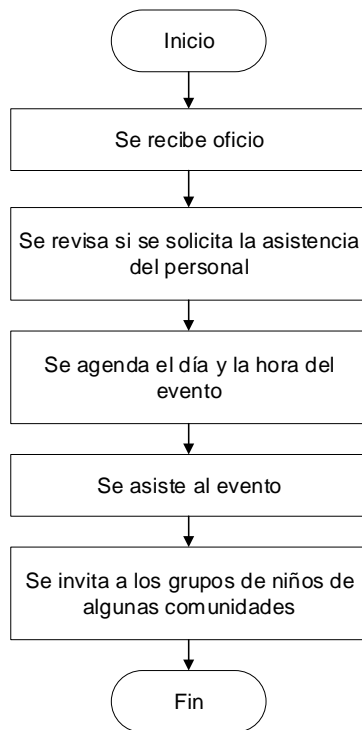 Inicio
Se recibe oficio
Se revisa si se solicita la asistencia
del personal
Se agenda el día y la hora del
evento
Se asiste al evento
Se invita a los grupos de niños de
algunas comunidades
Fin